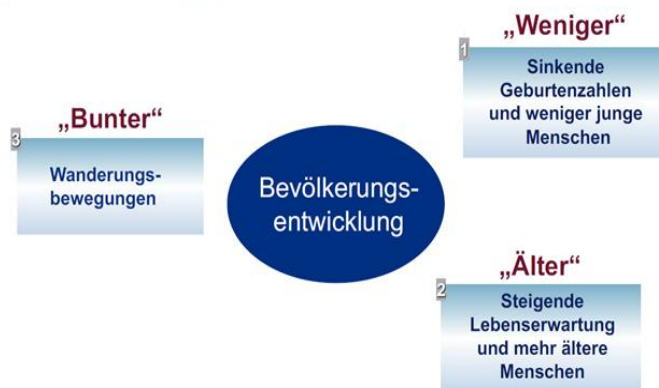 „Weniger“
1
Sinkende
Geburtenzahlen
und weniger junge
Menschen
„Bunter“
3
Wanderungs-
bewegungen
Bevölkerungs-
entwicklung
„Älter“
2
Steigende
Lebenserwartung
und mehr ältere
Menschen